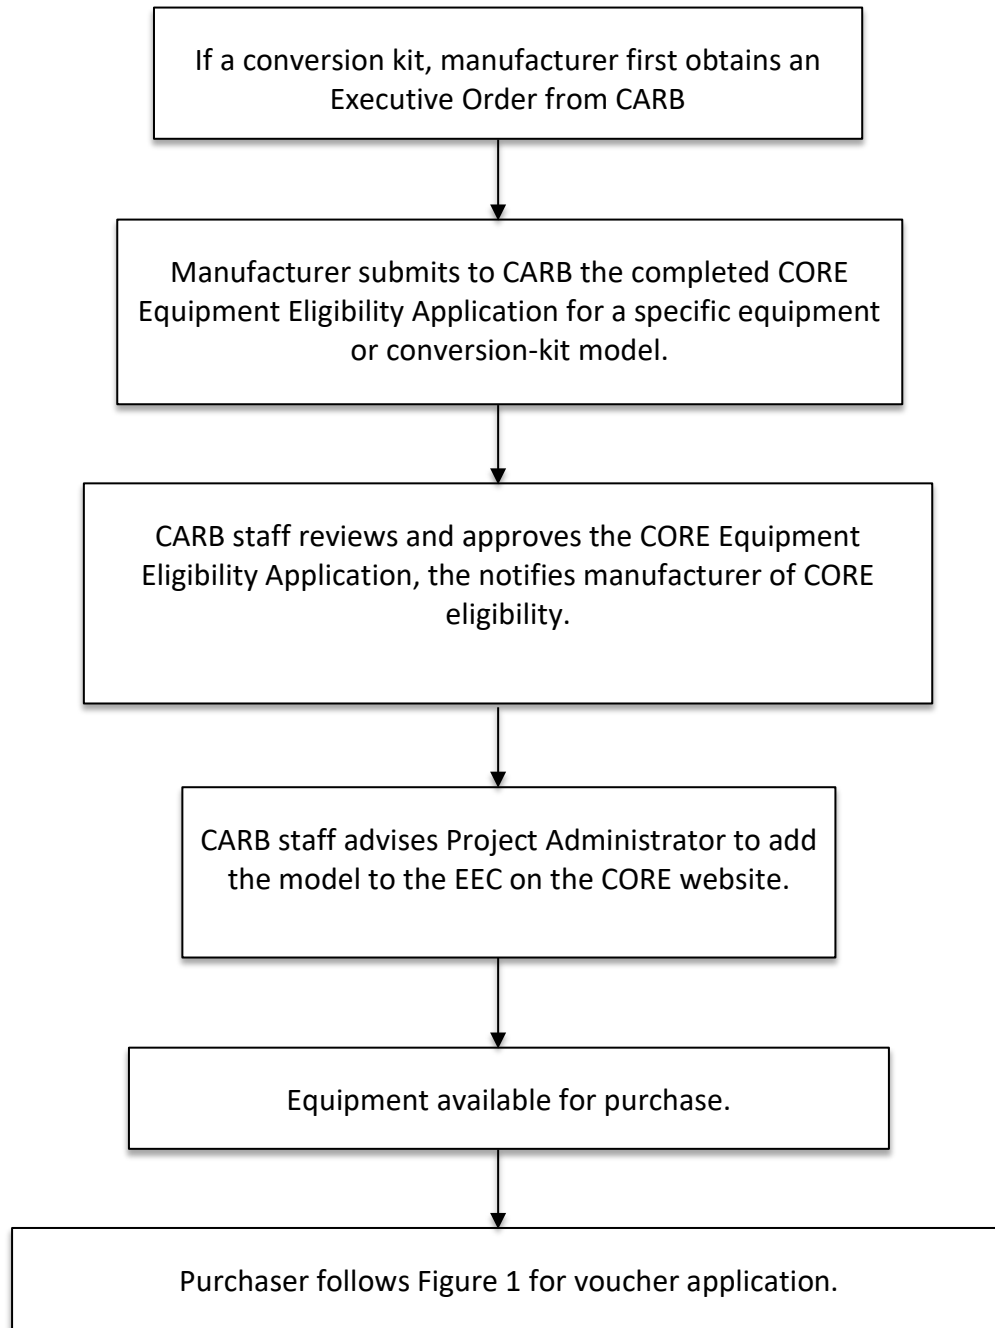 If a conversion kit, manufacturer first obtains an
Executive Order from CARB
Manufacturer submits to CARB the completed CORE
Equipment Eligibility Application for a specific equipment
or conversion-kit model.
CARB staff reviews and approves the CORE Equipment
Eligibility Application, the notifies manufacturer of CORE
eligibility.
CARB staff advises Project Administrator to add
the model to the EEC on the CORE website.
Equipment available for purchase.
Purchaser follows Figure 1 for voucher application.